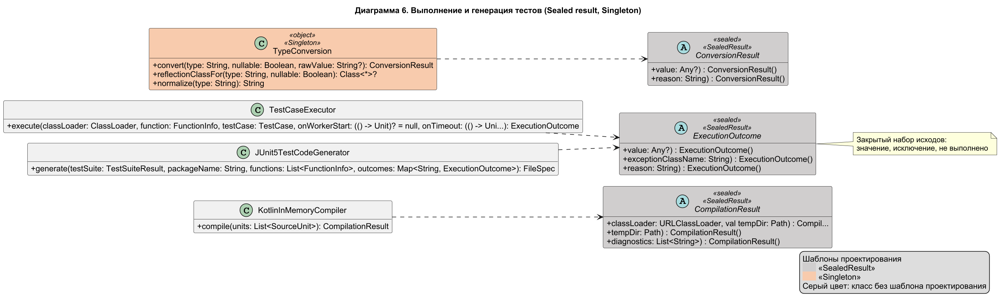 Диаграмма 6. Выполнение и генерация тестов (Sealed result, Singleton)
«object»
«Singleton»
C
TypeConversion
+convert(type: String, nullable: Boolean, rawValue: String?): ConversionResult
+reflectionClassFor(type: String, nullable: Boolean): Class<*>?
+normalize(type: String): String
«sealed»
«SealedResult»
A
ConversionResult
+value: Any?) : ConversionResult()
+reason: String) : ConversionResult()
C TestCaseExecutor
+execute(classLoader: ClassLoader, function: FunctionInfo, testCase: TestCase, onWorkerStart: (() -> Unit)? = null, onTimeout: (() -> Uni...): ExecutionOutcome
C JUnit5TestCodeGenerator
+generate(testSuite: TestSuiteResult, packageName: String, functions: List<FunctionInfo>, outcomes: Map<String, ExecutionOutcome>): FileSpec
«sealed»
«SealedResult»
A
ExecutionOutcome
+value: Any?) : ExecutionOutcome()
+exceptionClassName: String) : ExecutionOutcome()
+reason: String) : ExecutionOutcome()
Закрытый набор исходов:
значение, исключение, не выполнено
C KotlinInMemoryCompiler
+compile(units: List<SourceUnit>): CompilationResult
«sealed»
«SealedResult»
A
CompilationResult
+classLoader: URLClassLoader, val tempDir: Path) : Compil...
+tempDir: Path) : CompilationResult()
+diagnostics: List<String>) : CompilationResult()
Шаблоны проектирования
«SealedResult»
«Singleton»
Серый цвет: класс без шаблона проектирования